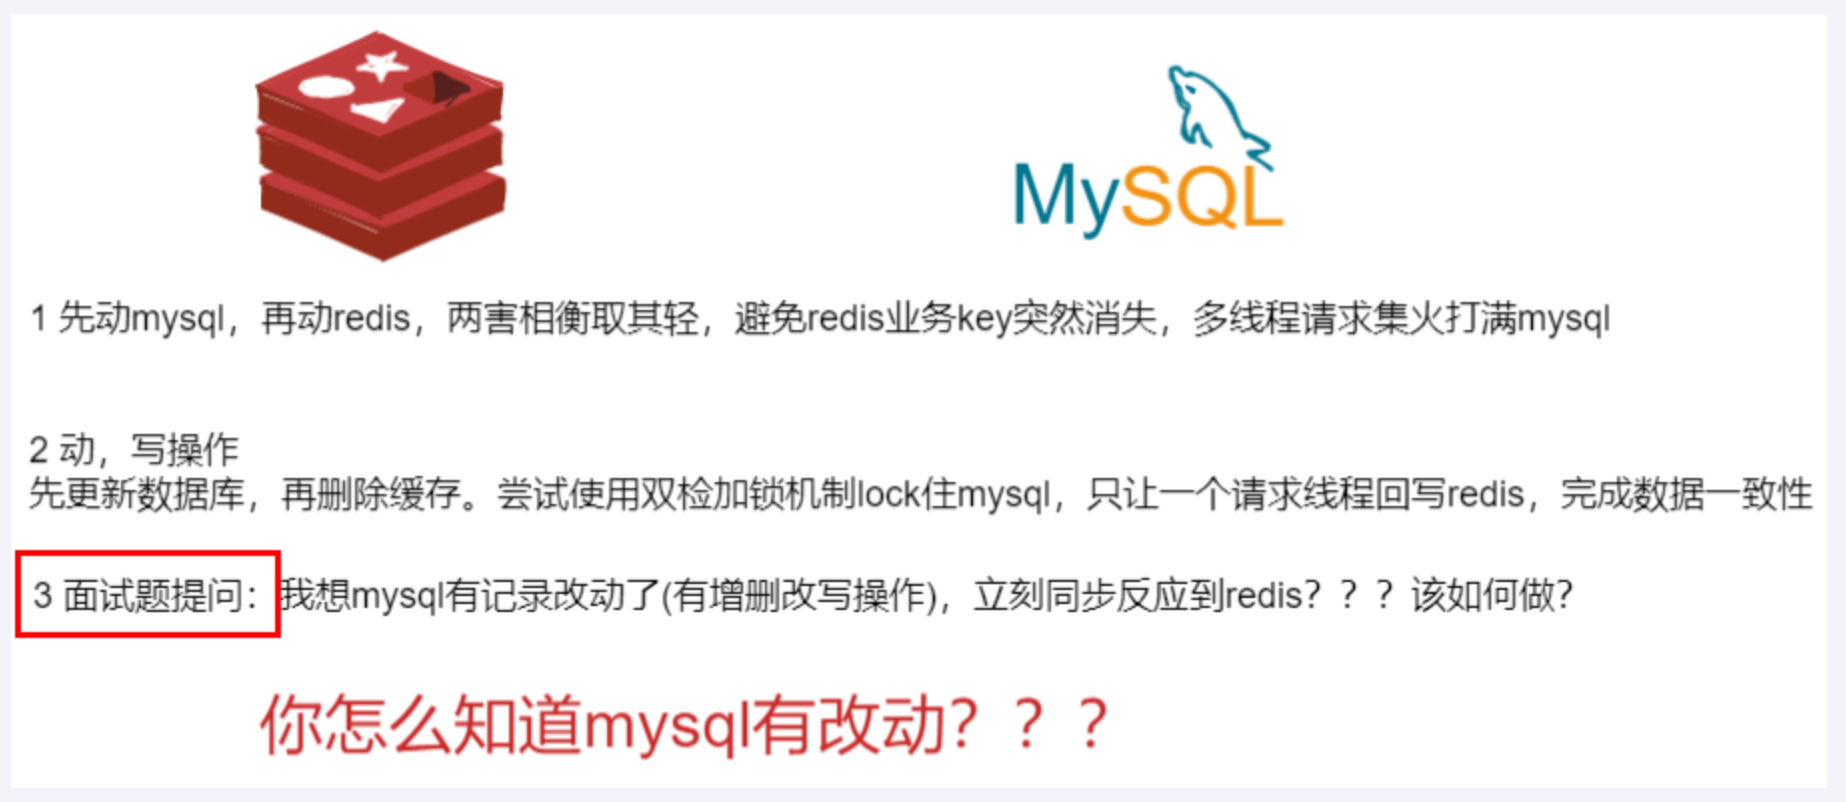 MySQL
1 先动mysql，再动redis，两害相衡取其轻，避免redis业务key突然消失，多线程请求集火打满mysql
2 动，写操作
先更新数据库，再删除缓存。尝试使用双检加锁机制lock住mysql，只让一个请求线程回写redis，完成数据一致性
3 面试题提问：我想mysql有记录改动了(有增删改写操作)，立刻同步反应到redis？？？该如何做?
你怎么知道mysql有改动？？？